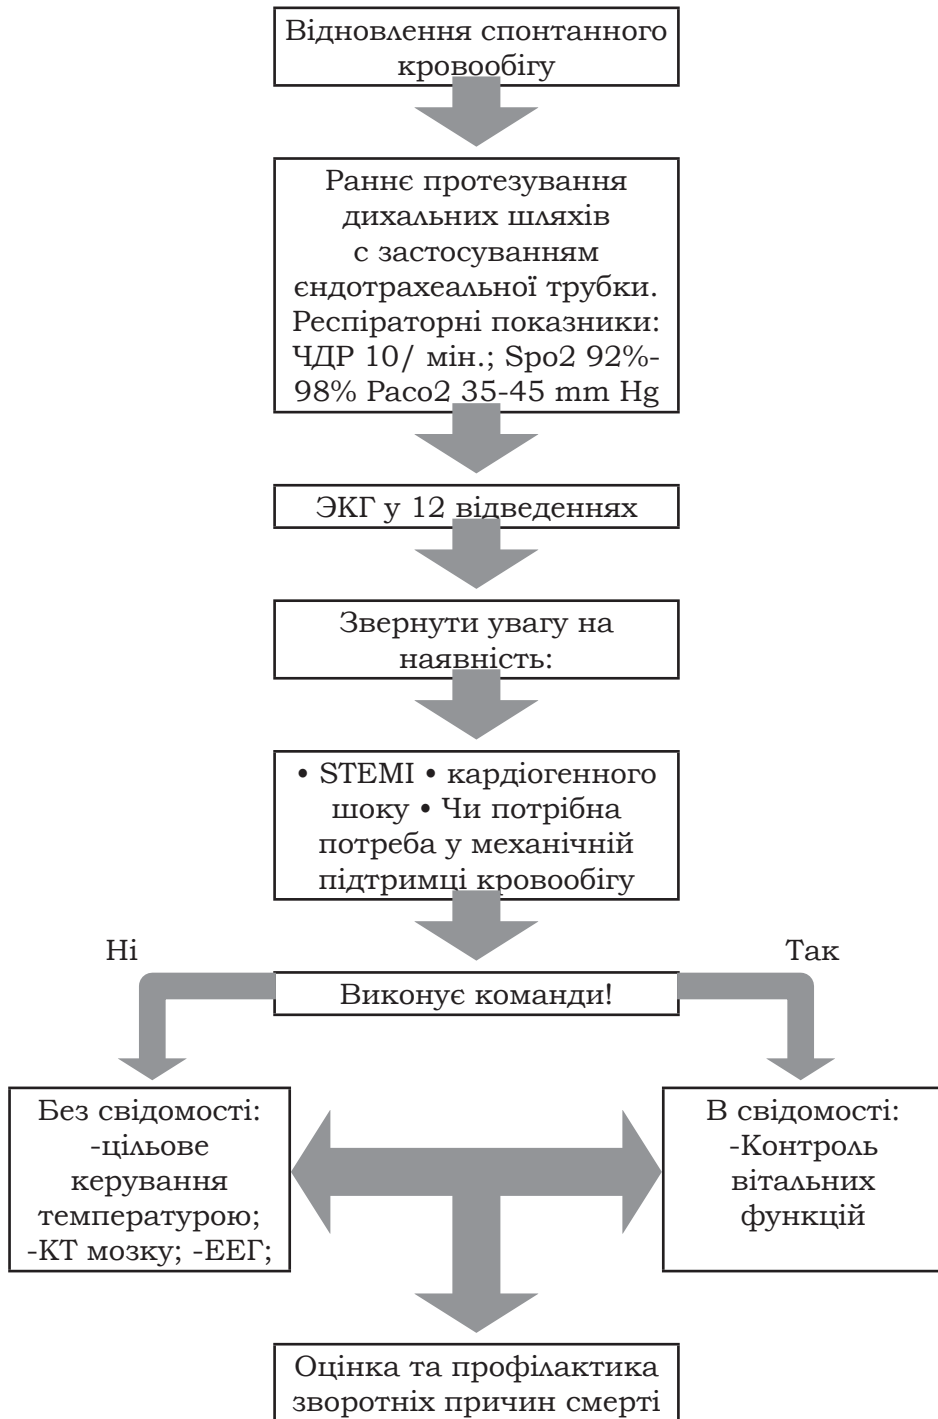 Відновлення спонтанного
кровообігу
Раннє протезування
дихальних шляхів
с застосуванням
єндотрахеальної трубки.
Респіраторні показники:
ЧДР 10/ мін.; Spo2 92%-
98% Paco2 35-45 mm Hg
ЭКГ у 12 відведеннях
Звернути увагу на
наявність:
• STEMI • кардіогенного
шоку • Чи потрібна
потреба у механічній
підтримці кровообігу
Ні
Так
Виконує команди!
Без свідомості:
-цільове
керування
температурою;
-КТ мозку; -ЕЕГ;
В свідомості:
-Контроль
вітальних
функцій
Оцінка та профілактика
зворотніх причин смерті